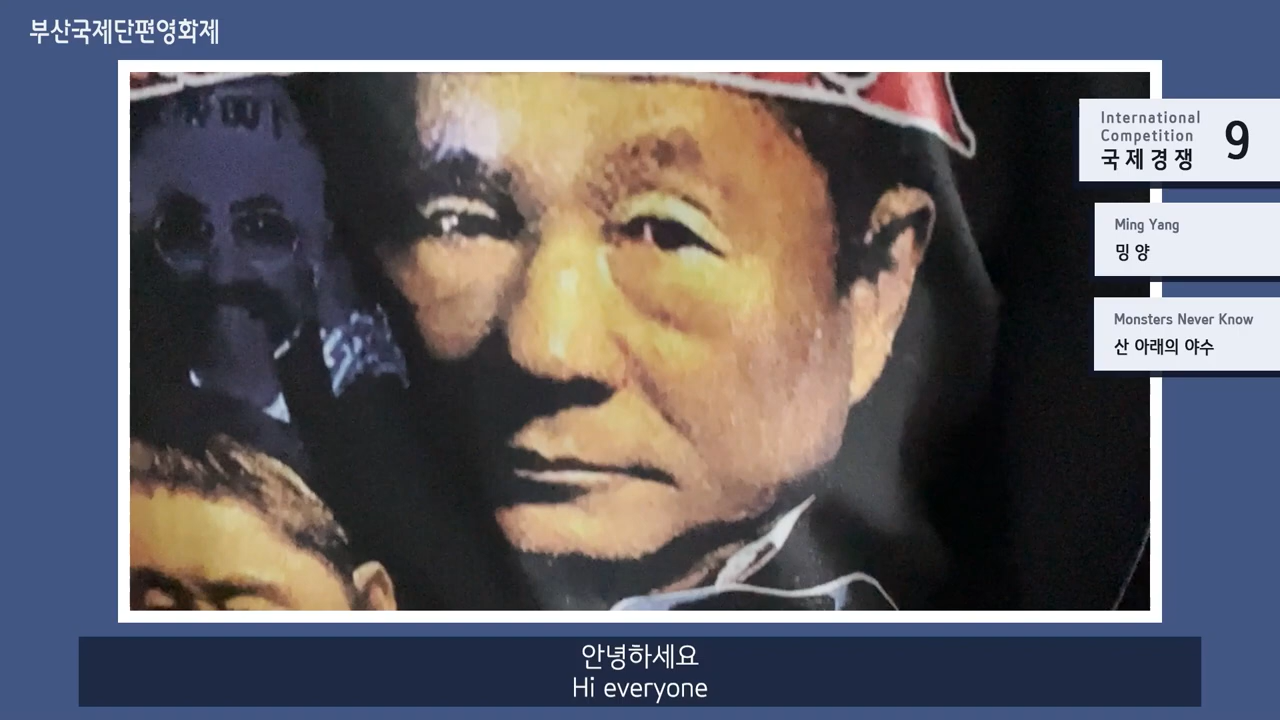 부산국제단편영화제
International
Competition
국제경쟁
9
Ming Yang
밍 양
Monsters Never Know
산 아래의 야수
안녕하세요
Hi everyone